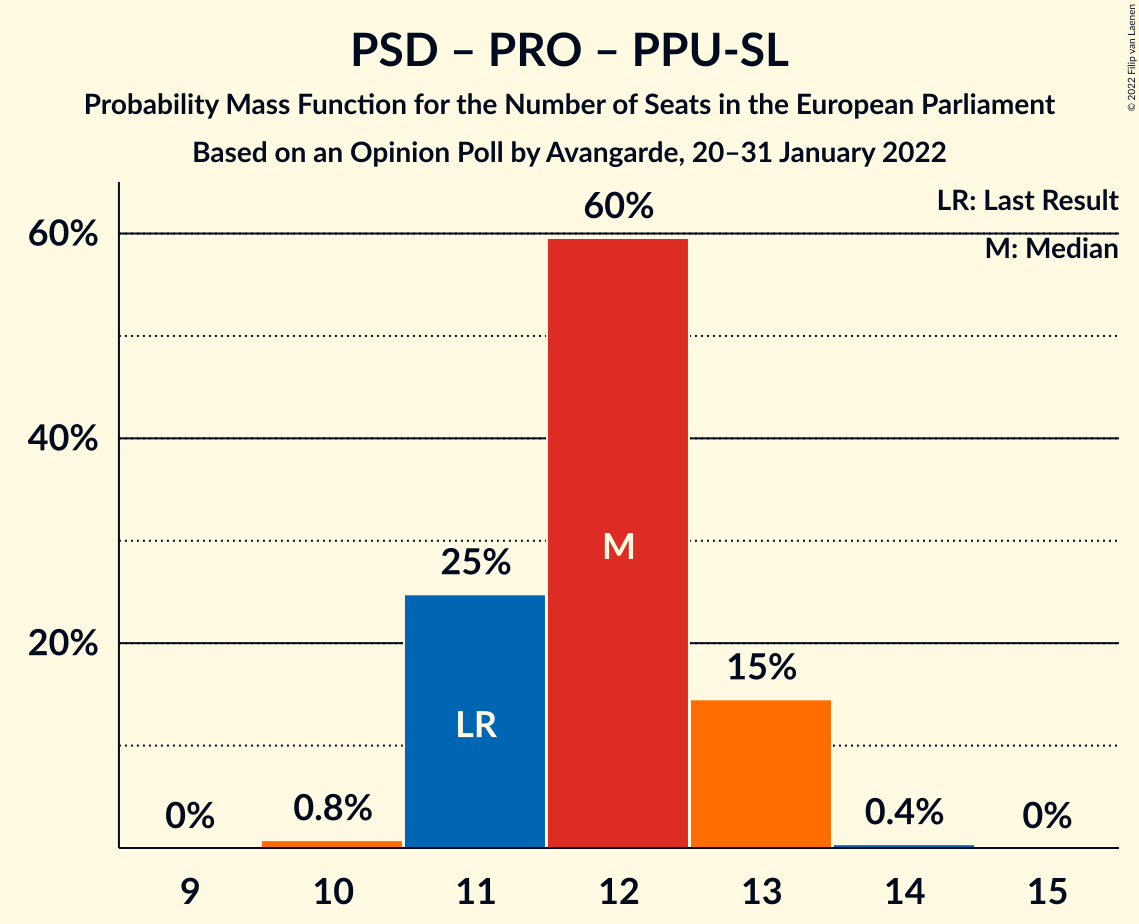 PSD – PRO – PPU-SL
Probability Mass Function for the Number of Seats in the European Parliament
Based on an Opinion Poll by Avangarde, 20–31 January 2022
© 2022 Filip van Laenen
LR: Last Result
M: Median
60%
40%
20%
0%
0.8%
25%
60%
15%
0.4%
0%
LR
M
9 10 11 12 13 14 15